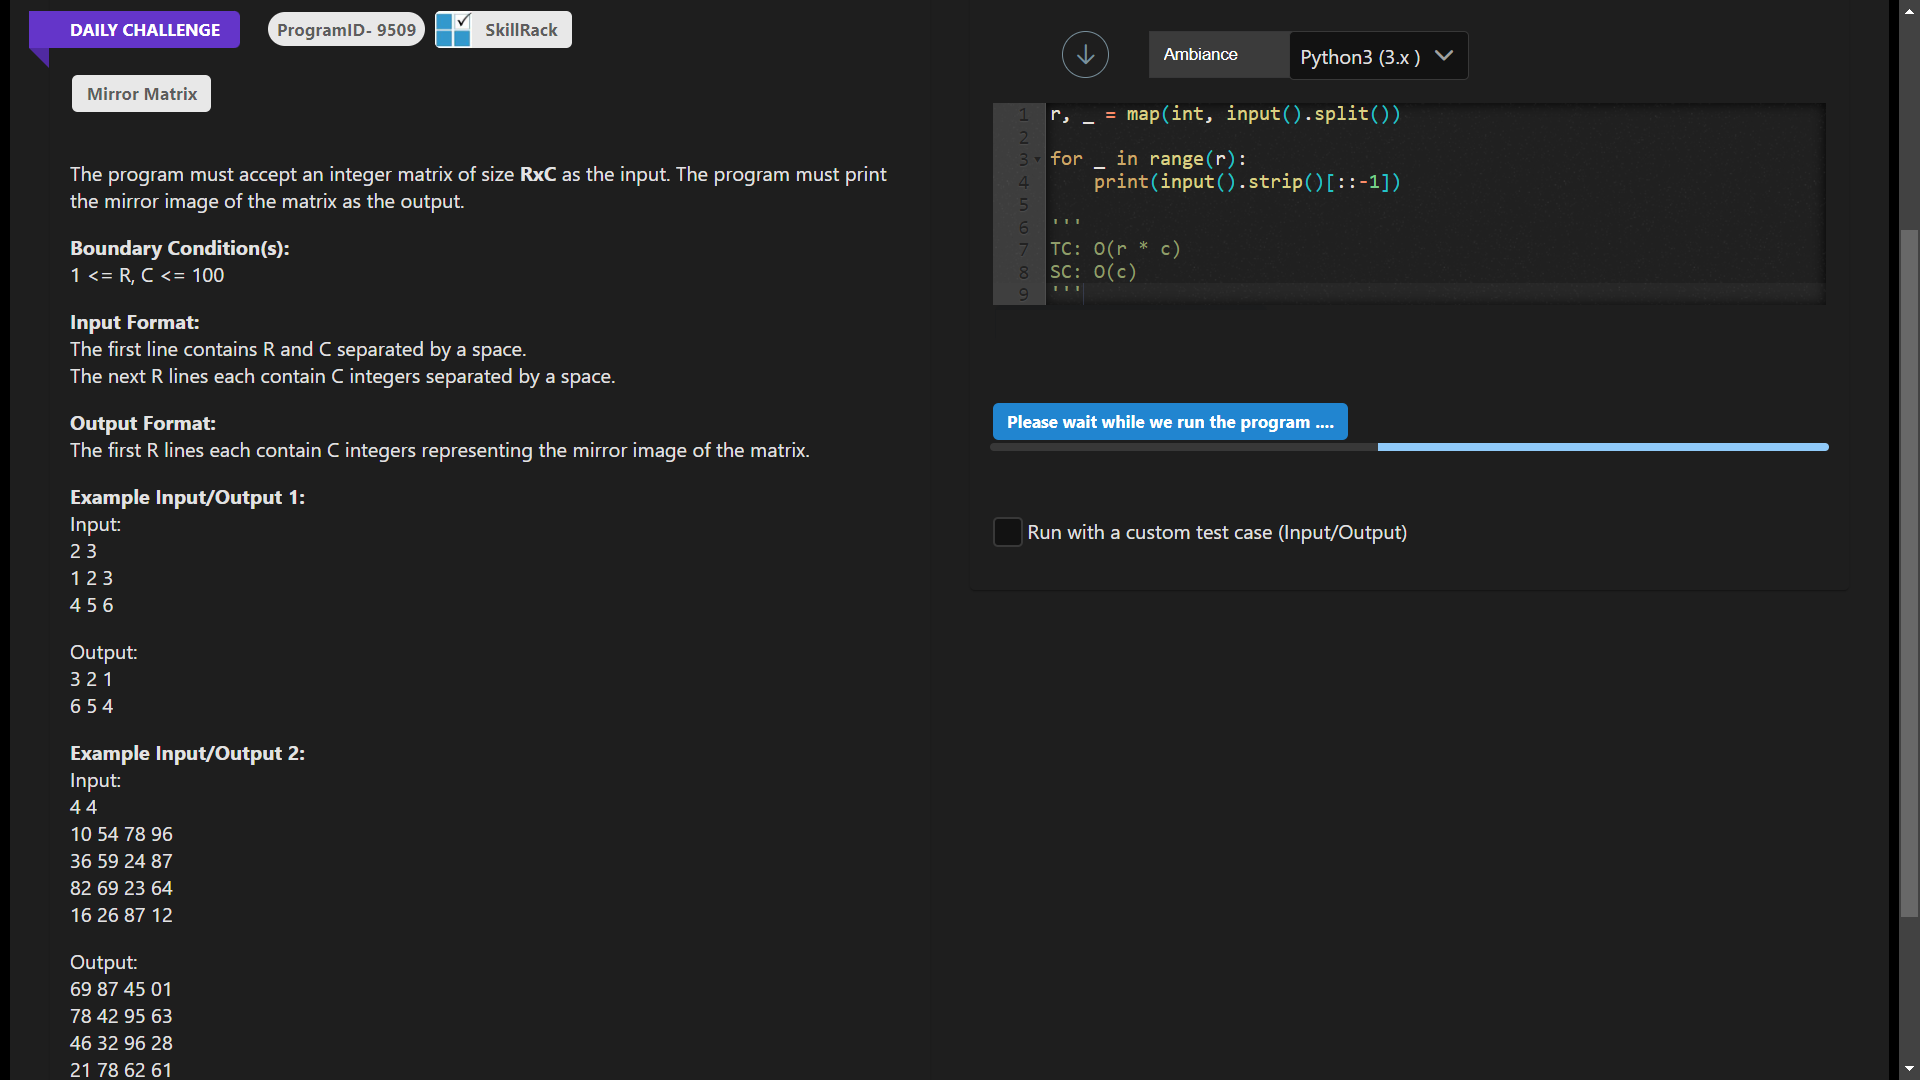 DAILY CHALLENGE
ProgramID- 9509
SkillRack
Mirror Matrix
The program must accept an integer matrix of size RxC as the input. The program must print
the mirror image of the matrix as the output.
Boundary Condition(s):
1 <= R, C <= 100
Input Format:
The first line contains R and C separated by a space.
The next R lines each contain C integers separated by a space.
Output Format:
The first R lines each contain C integers representing the mirror image of the matrix.
Example Input/Output 1:
Input:
2 3
1 2 3
4 5 6
Output:
3 2 1
6 5 4
Example Input/Output 2:
Input:
4 4
10 54 78 96
36 59 24 87
82 69 23 64
16 26 87 12
Output:
69 87 45 01
78 42 95 63
46 32 96 28
21 78 62 61
Ambiance
Python3 (3.x )
1 r, _ = map(int, input().split())
2
3 for _ in range(r):
4     print(input().strip()[::-1])
5
6 '''
7 TC: O(r * c)
8 SC: O(c)
9 '''
Please wait while we run the program ....
Run with a custom test case (Input/Output)